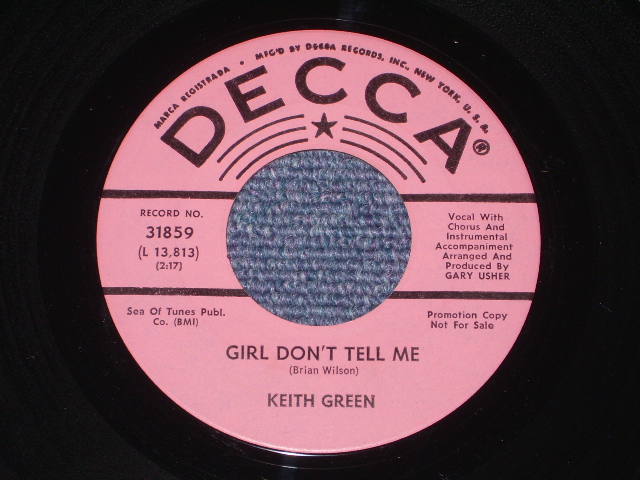 MARCA REGISTRADA • MFG'D BY DECCA RECORDS, INC., NEW YORK, U. S. A.
DECCA®
RECORD NO.
31859
(L 13,813)
(2:17)
Vocal With
Chorus And
Instrumental
Accompaniment
Arranged And
Produced By
GARY USHER
Sea Of Tunes Publ.
Co. (BMI)
Promotion Copy
Not For Sale
GIRL DON'T TELL ME
(Brian Wilson)
KEITH GREEN